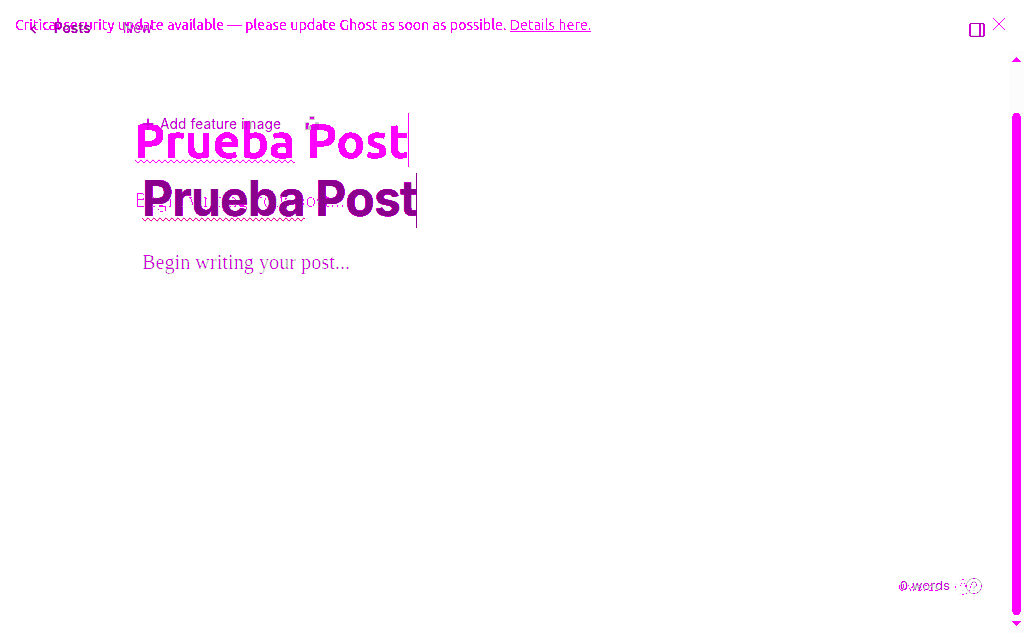 Critical security update available — please update Ghost as soon as possible. Details here.
Posts New
+ Add feature image
Prueba Post
Begin writing your post...
Prueba Post
Begin writing your post...
0 words